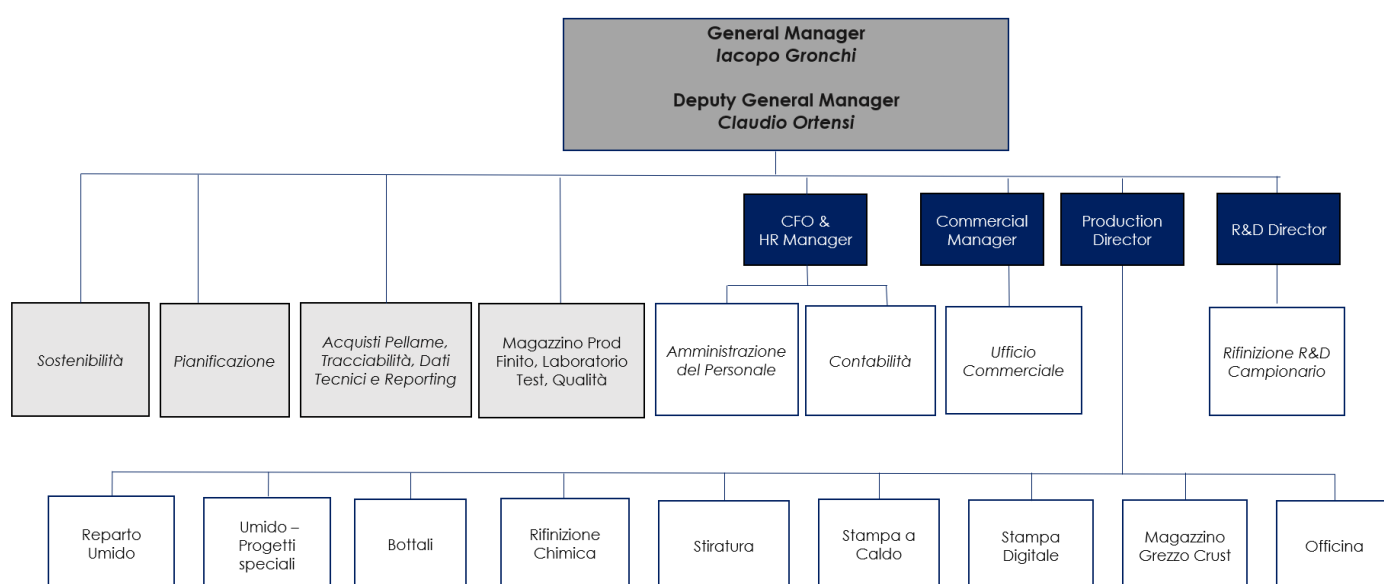 General Manager
Iacopo Gronchi
Deputy General Manager
Claudio Ortensi
CFO &
HR Manager
Commercial
Manager
Production
Director
R&D Director
Sostenibilità
Pianificazione
Acquisti Pellame,
Tracciabilità, Dati
Tecnici e Reporting
Magazzino Prod
Finito, Laboratorio
Test, Qualità
Amministrazione
del Personale
Contabilità
Ufficio
Commerciale
Rifinizione R&D
Campionario
Reparto
Umido
Umido –
Progetti
speciali
Bottali
Rifinizione
Chimica
Stiratura
Stampa a
Caldo
Stampa
Digitale
Magazzino
Grezzo Crust
Officina